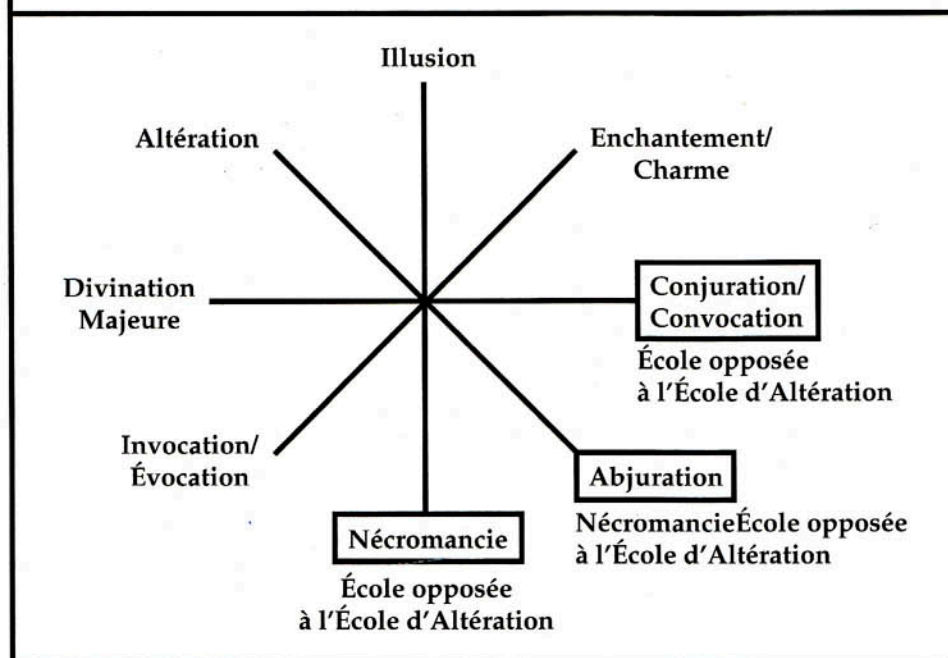 Illusion
Altération
Enchantement/
Charme
Divination
Majeure
Conjuration/
Convocation
École opposée
à l'École d'Altération
Invocation/
Évocation
Abjuration
NécromancieÉcole opposée
à l'École d'Altération
Nécromancie
École opposée
à l'École d'Altération